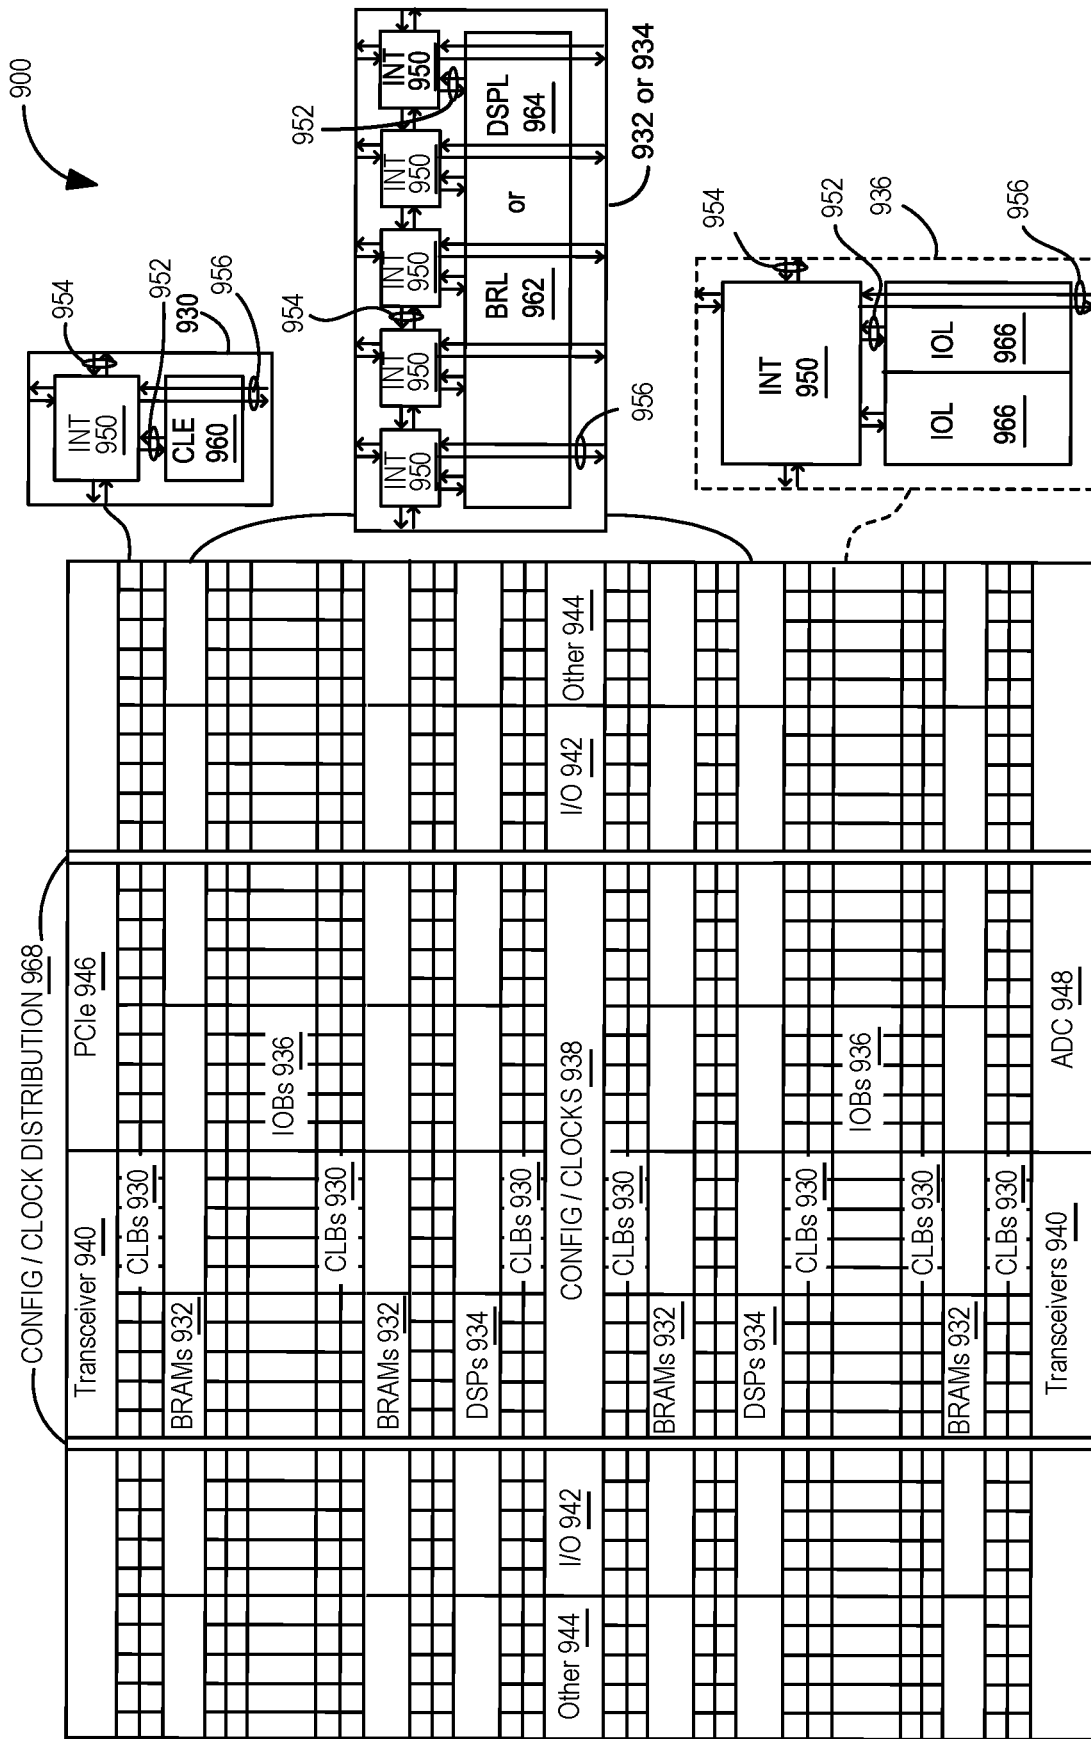 900
CONFIG / CLOCK DISTRIBUTION 968
Transceiver 940
PCIe 946
CLBs 930
BRAMs 932
IOBs 936
CLBs 930
BRAMs 932
DSPs 934
CLBs 930
Other 944
I/O 942
CONFIG / CLOCKS 938
I/O 942
Other 944
CLBs 930
BRAMs 932
DSPs 934
CLBs 930
IOBs 936
CLBs 930
BRAMs 932
CLBs 930
Transceivers 940
ADC 948
954
952
930
956
INT
950
CLE
960
INT
950
INT
950
INT
950
INT
950
INT
950
952
954
BRL
962
or
DSPL
964
956
932 or 934
954
952
936
956
INT
950
IOL
966
IOL
966